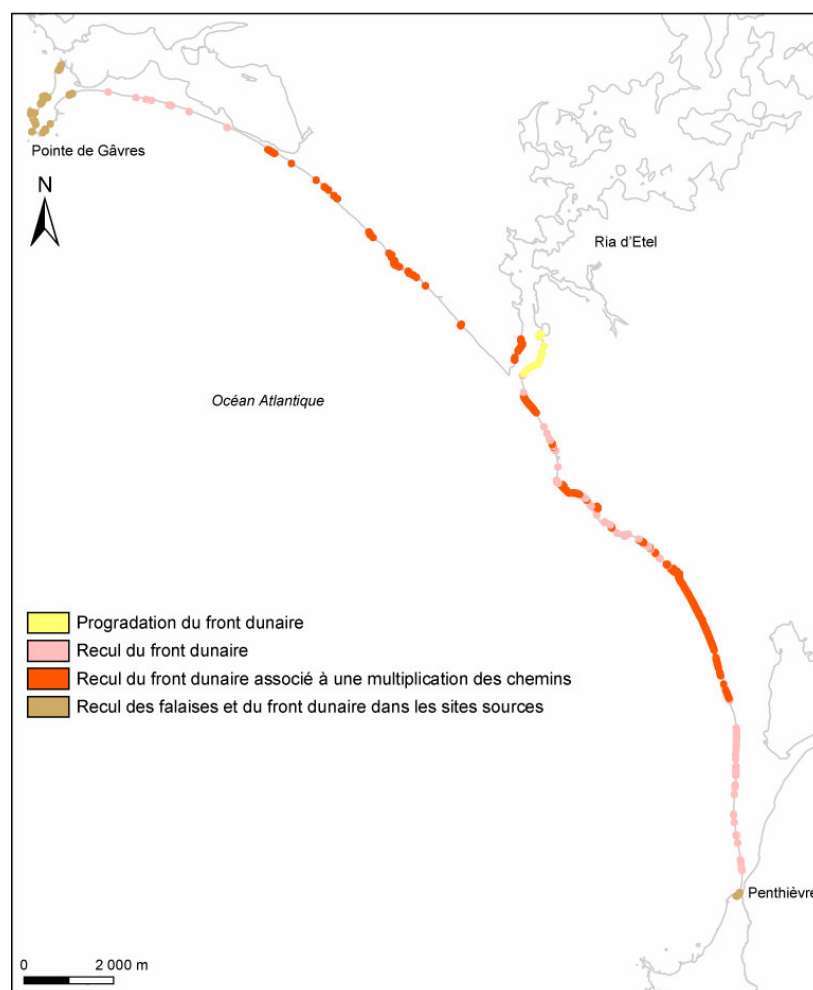 Pointe de Gâvres
N
Ria d'Etel
Océan Atlantique
Progradation du front dunaire
Recul du front dunaire
Recul du front dunaire associé à une multiplication des chemins
Recul des falaises et du front dunaire dans les sites sources
Penthièvre
0 2 000 m